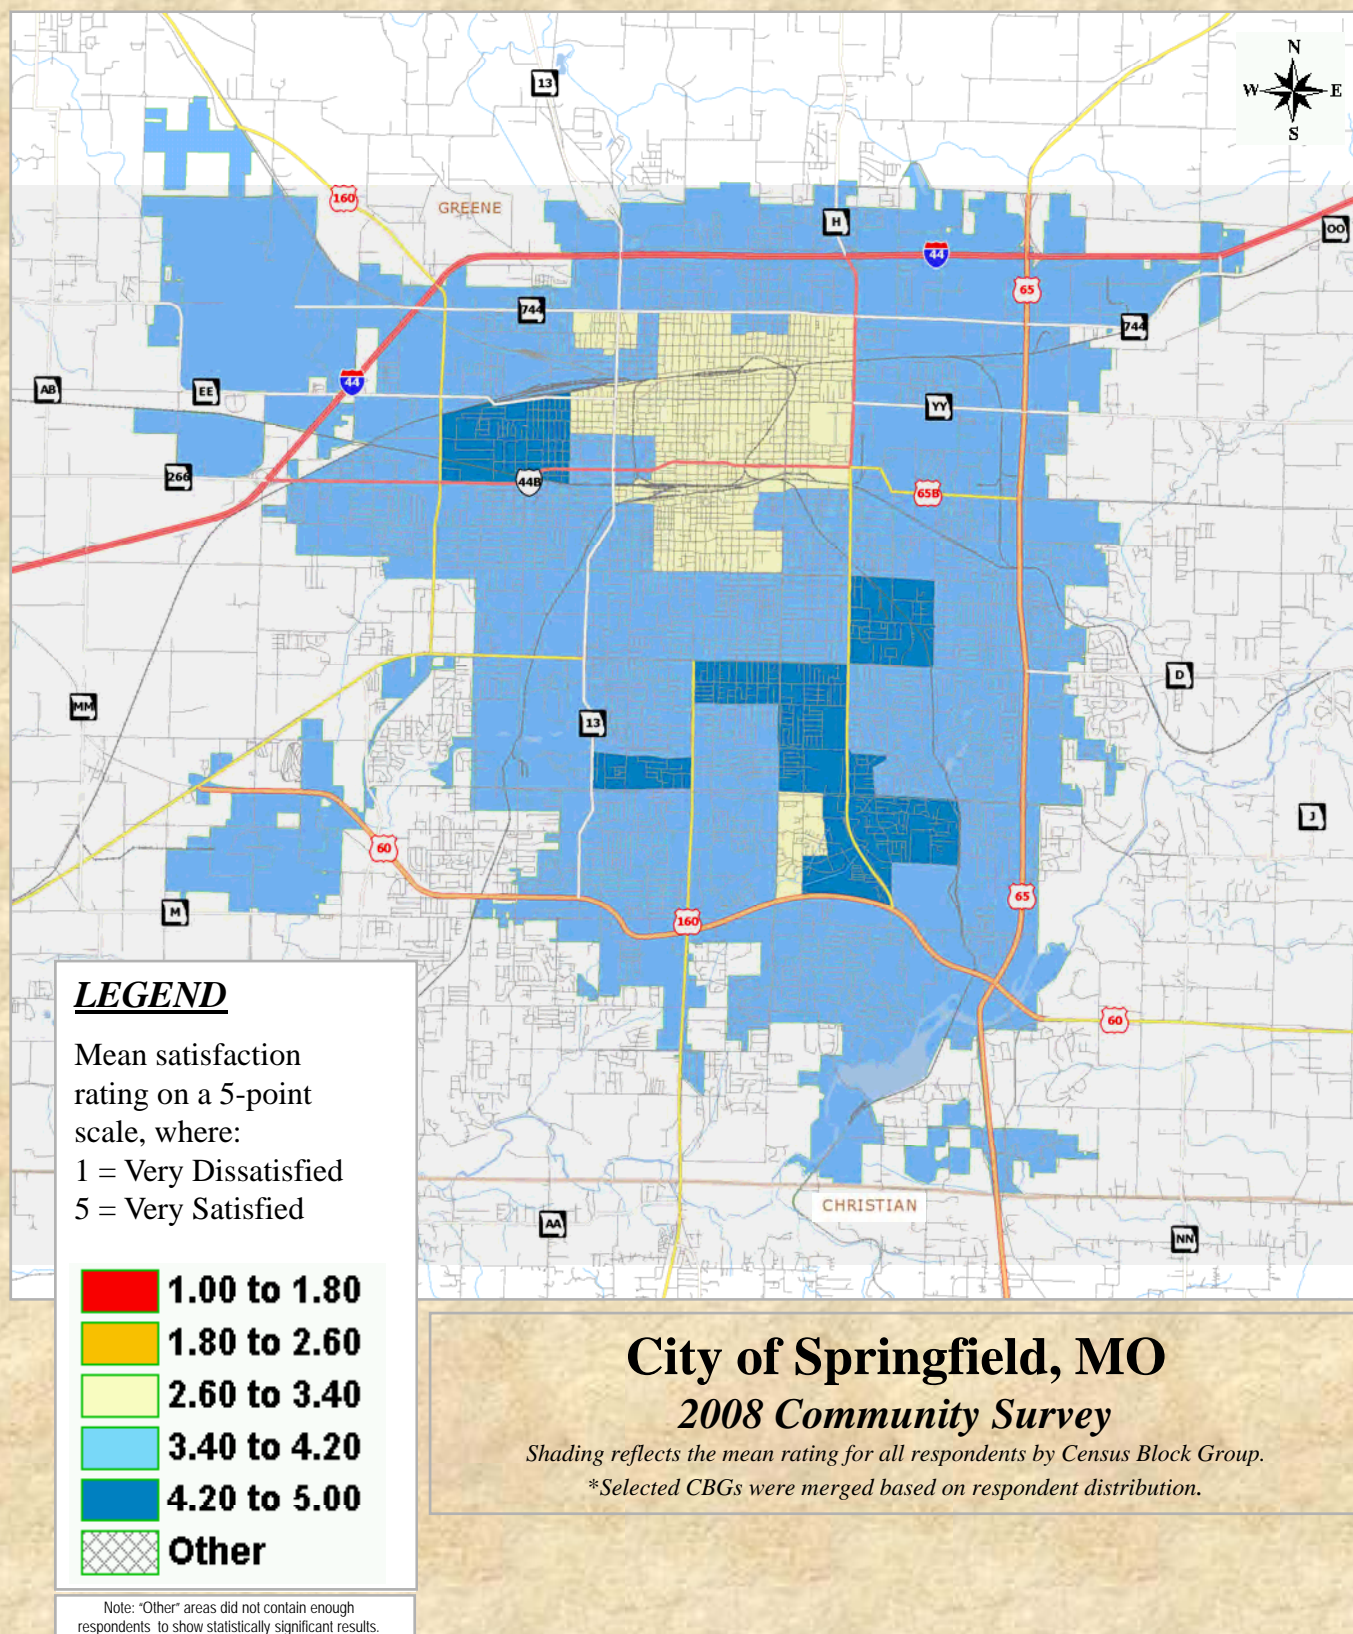 N
W E
S
13
160
GREENE
H
OO
44
65
744
744
44
AB
EE
YY
266
44B
65B
D
MM
13
J
60
65
M
160
60
CHRISTIAN
AA
NN
LEGEND
Mean satisfaction
rating on a 5-point
scale, where:
1 = Very Dissatisfied
5 = Very Satisfied
1.00 to 1.80
1.80 to 2.60
2.60 to 3.40
3.40 to 4.20
4.20 to 5.00
Other
Note: “Other” areas did not contain enough
respondents to show statistically significant results.
City of Springfield, MO
2008 Community Survey
Shading reflects the mean rating for all respondents by Census Block Group.
*Selected CBGs were merged based on respondent distribution.